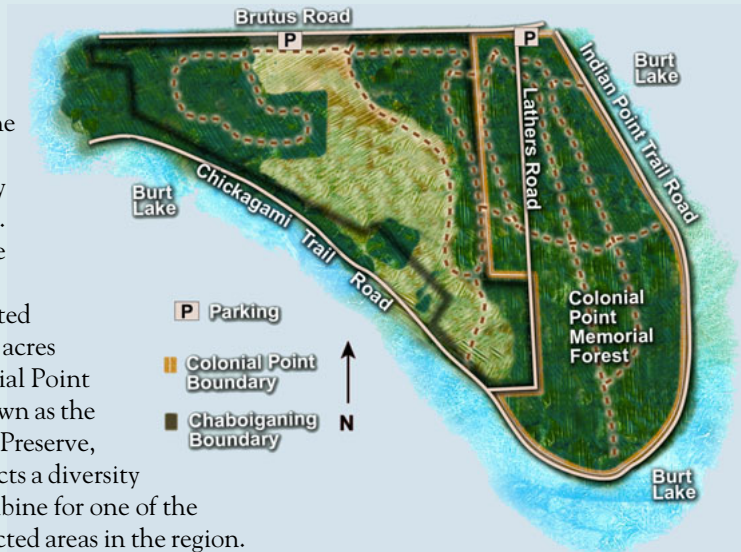 Brutus Road
P
P
Burt
Lake
Indian Point Trail Road
Lathers Road
Burt
Lake
Chickagami Trail Road
Colonial
Point
Memorial
Forest
P Parking
Colonial Point
Boundary
Chaboiganing
Boundary
N
Burt
Lake
y
.
e
ted
acres
ial Point
wn as the
Preserve,
cts a diversity
bine for one of the
cted areas in the region.